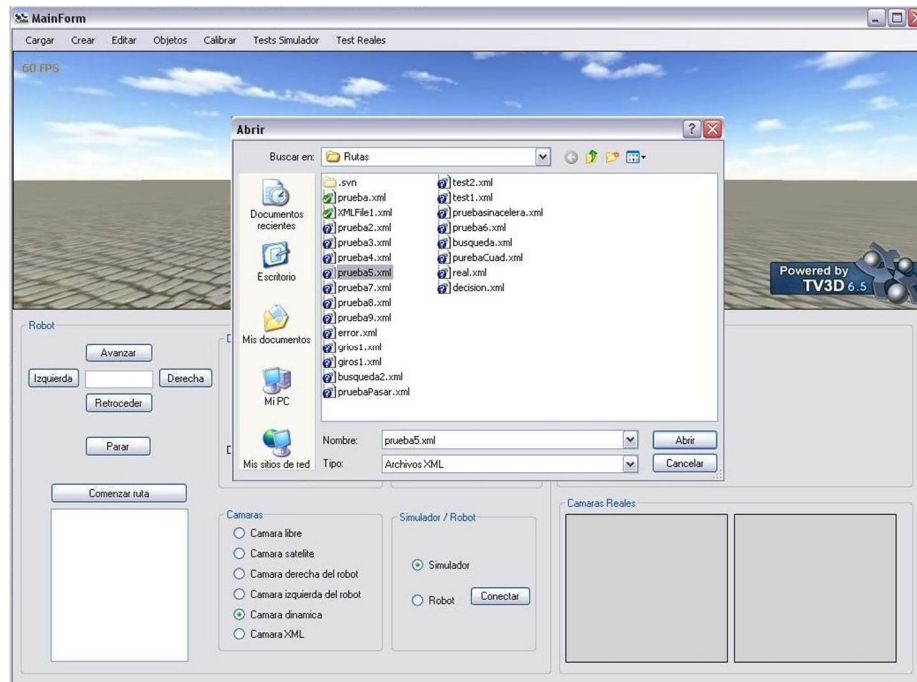 MainForm
Cargar Crear Editar Objetos Calibrar Tests Simulador Test Reales
60 FPS
Abrir
Buscar en: Rutas
Documentos
recientes
Escritorio
Mis documentos
Mi PC
Mis sitios de red
.svn
prueba.xml
XMLFile1.xml
prueba2.xml
prueba3.xml
prueba4.xml
prueba5.xml
prueba7.xml
prueba8.xml
prueba9.xml
error.xml
grios1.xml
giros1.xml
busqueda2.xml
pruebaPasar.xml
test2.xml
test1.xml
pruebasinacelera.xml
prueba6.xml
busqueda.xml
purebaCuad.xml
real.xml
decision.xml
Nombre: prueba5.xml Abrir
Tipo: Archivos XML Cancelar
Powered by
TV3D 6.5
Robot
Avanzar
Izquierda Derecha
Retroceder
Parar
Comenzar ruta
Camaras
Camara libre
Camara satelite
Camara derecha del robot
Camara izquierda del robot
Camara dinamica
Camara XML
Simulador / Robot
Simulador
Robot Conectar
Camaras Reales